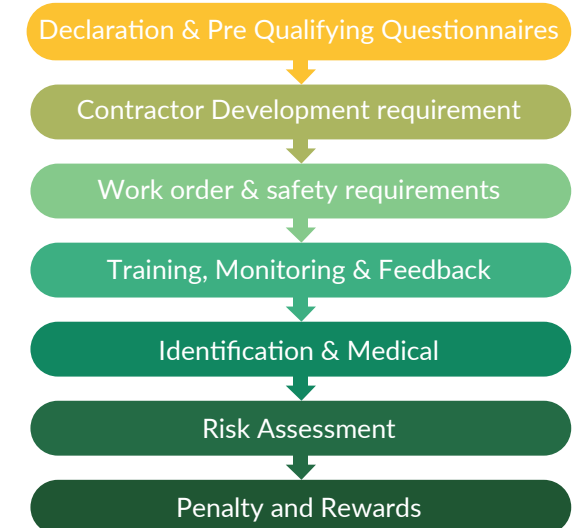 Declaration & Pre Qualifying Questionnaires
Contractor Development requirement
Work order & safety requirements
Training, Monitoring & Feedback
Identification & Medical
Risk Assessment
Penalty and Rewards